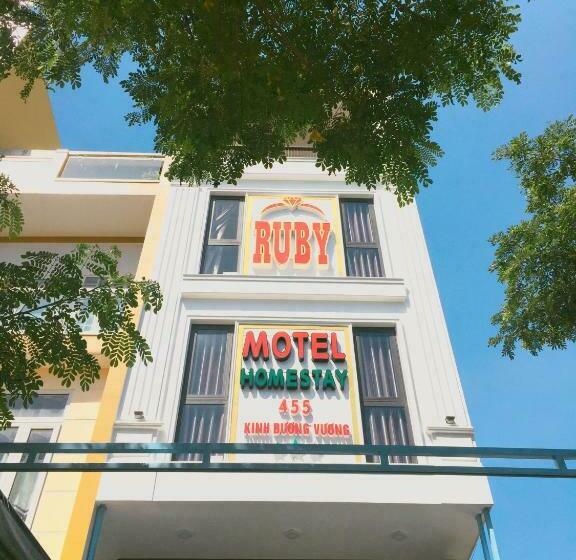 RUBY
MOTEL
HOMESTAY
455
KINH DƯƠNG VƯƠNG